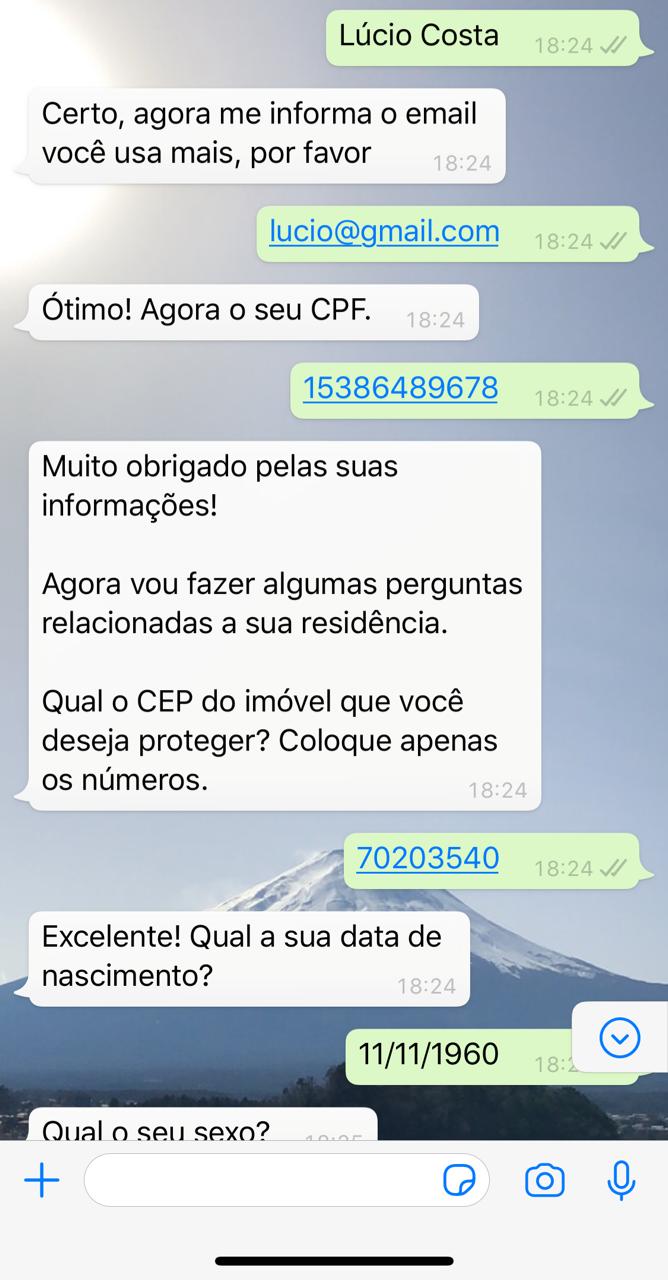 Lúcio Costa
18:24
Certo, agora me informa o email
você usa mais, por favor
18:24
lucio@gmail.com
18:24
Ótimo! Agora o seu CPF.
18:24
15386489678
18:24
Muito obrigado pelas suas
informações!
Agora vou fazer algumas perguntas
relacionadas a sua residência.
Qual o CEP do imóvel que você
deseja proteger? Coloque apenas
os números.
18:24
70203540
18:24
Excelente! Qual a sua data de
nascimento?
18:24
11/11/1960
Qual o seu sexo?